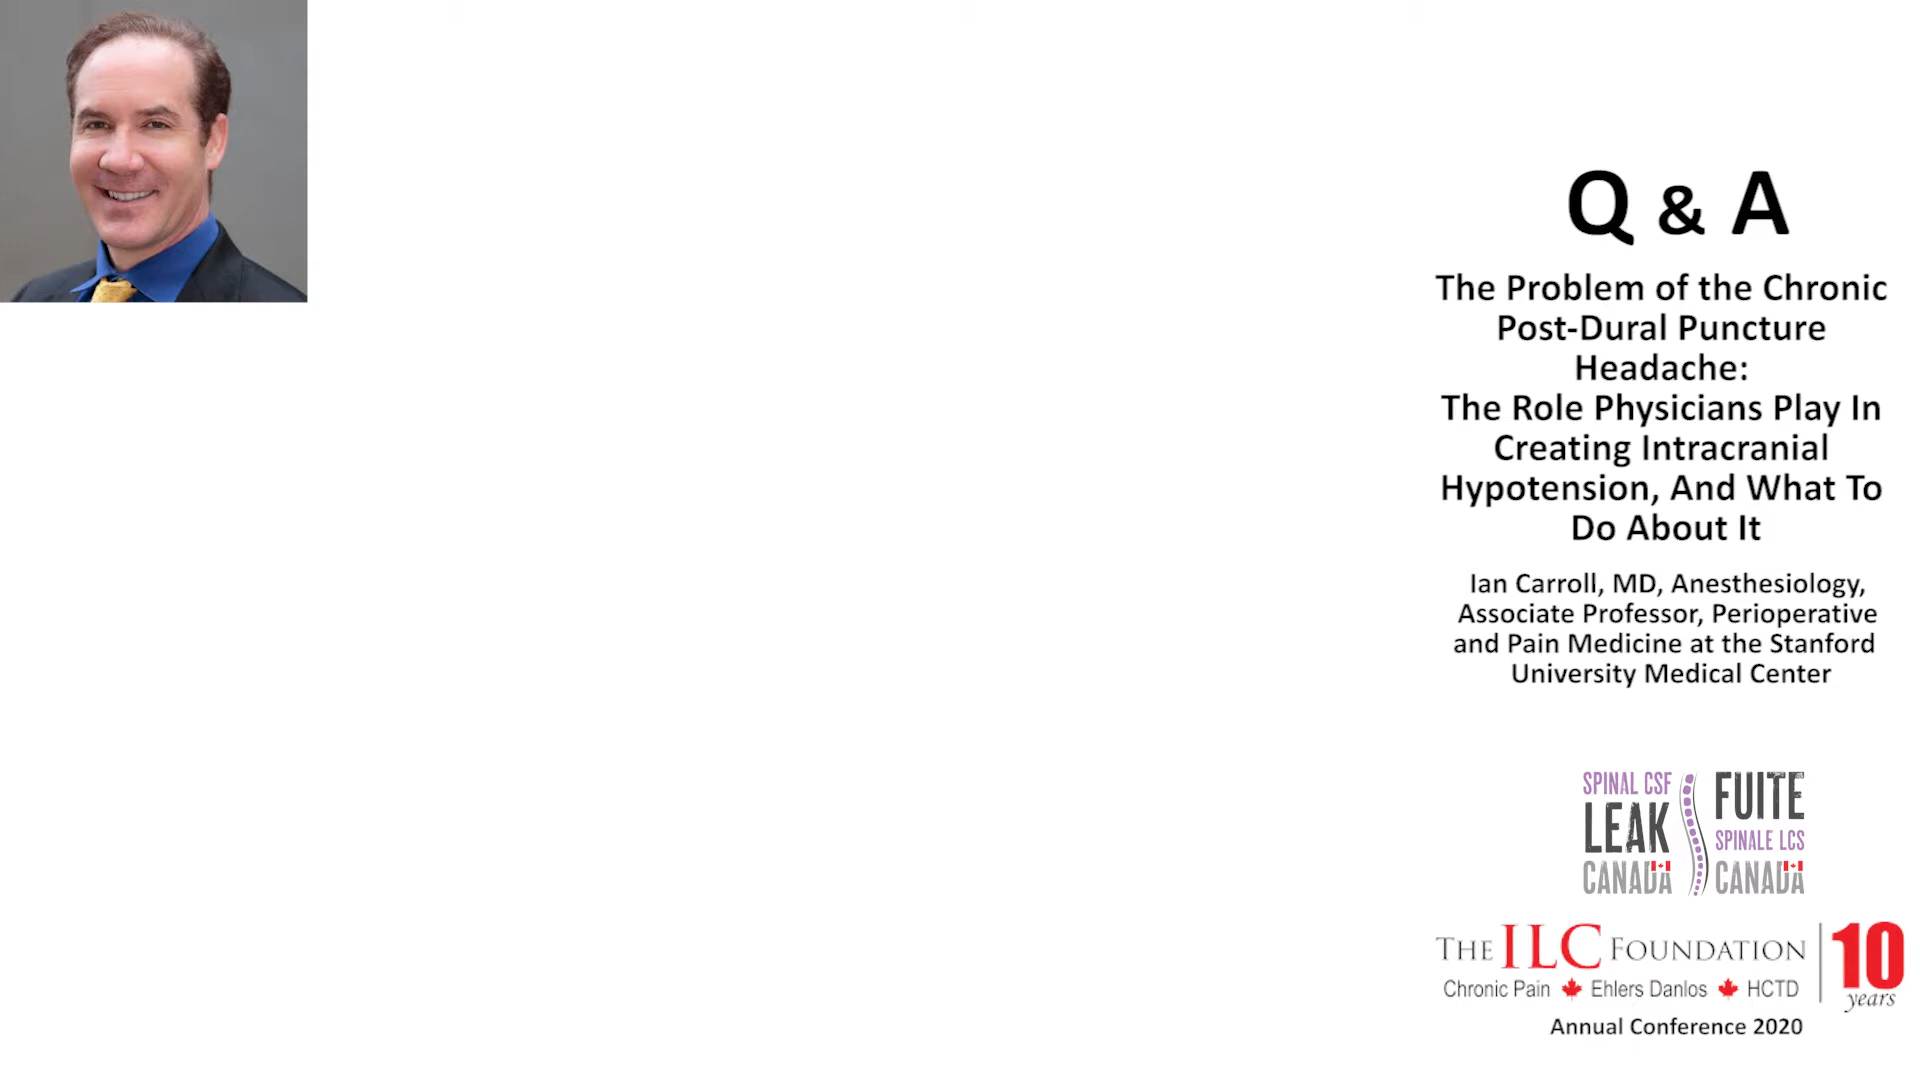 Q & A
The Problem of the Chronic
Post-Dural Puncture
Headache:
The Role Physicians Play In
Creating Intracranial
Hypotension, And What To
Do About It
Ian Carroll, MD, Anesthesiology,
Associate Professor, Perioperative
and Pain Medicine at the Stanford
University Medical Center
SPINAL CSF
LEAK
CANADA
FUITE
SPINALE LCS
CANADA
THE ILC FOUNDATION
Chronic Pain Ehlers Danlos HCTD
10
years
Annual Conference 2020